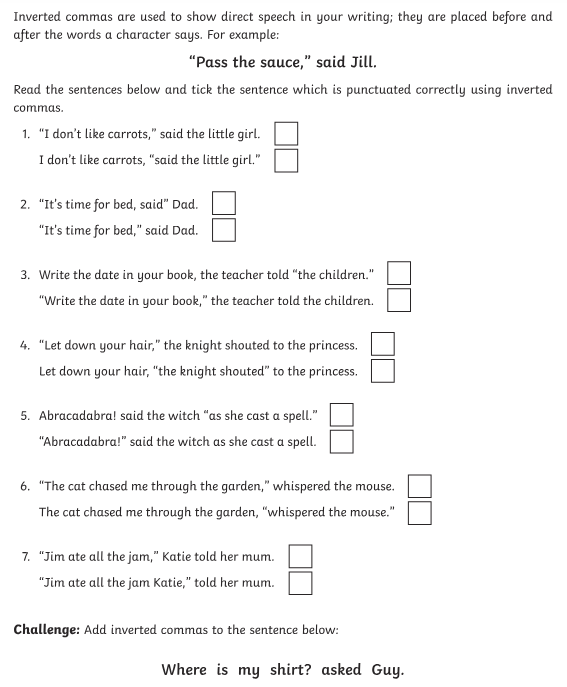 Inverted commas are used to show direct speech in your writing; they are placed before and
after the words a character says. For example:
“Pass the sauce,” said Jill.
Read the sentences below and tick the sentence which is punctuated correctly using inverted
commas.
1. “I don’t like carrots,” said the little girl.
I don’t like carrots, “said the little girl.”
2. “It’s time for bed, said” Dad.
“It’s time for bed,” said Dad.
3. Write the date in your book, the teacher told “the children.”
“Write the date in your book,” the teacher told the children.
4. “Let down your hair,” the knight shouted to the princess.
Let down your hair, “the knight shouted” to the princess.
5. Abracadabra! said the witch “as she cast a spell.”
“Abracadabra!” said the witch as she cast a spell.
6. “The cat chased me through the garden,” whispered the mouse.
The cat chased me through the garden, “whispered the mouse.”
7. “Jim ate all the jam,” Katie told her mum.
“Jim ate all the jam Katie,” told her mum.
Challenge: Add inverted commas to the sentence below:
Where is my shirt? asked Guy.